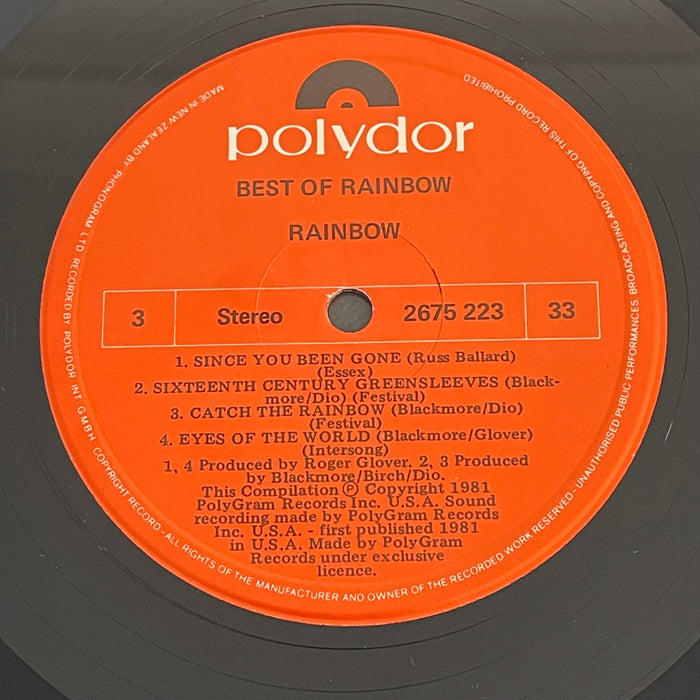 polydor
BEST OF RAINBOW
RAINBOW
3 Stereo 2675 223 33
1. SINCE YOU BEEN GONE (Russ Ballard)
(Essex)
2. SIXTEENTH CENTURY GREENSLEEVES (Black-
more/Dio) (Festival)
3. CATCH THE RAINBOW (Blackmore/Dio)
(Festival)
4. EYES OF THE WORLD (Blackmore/Glover)
(Intersong)
1, 4 Produced by Roger Glover. 2, 3 Produced
by Blackmore/Birch/Dio.
This Compilation ℗ Copyright 1981
PolyGram Records Inc. U.S.A. Sound
recording made by PolyGram Records
Inc. U.S.A. - first published 1981
in U.S.A. Made by PolyGram
Records under exclusive
licence.
MADE IN NEW ZEALAND BY PHONOGRAM LTD RECORDED BY POLYDOR INT GMBH COPYRIGHT RECORD - ALL RIGHTS OF THE MANUFACTURER AND OWNER OF THE RECORDED WORK RESERVED - UNAUTHORISED PUBLIC PERFORMANCES BROADCASTING AND COPYING OF THIS RECORD PROHIBITED